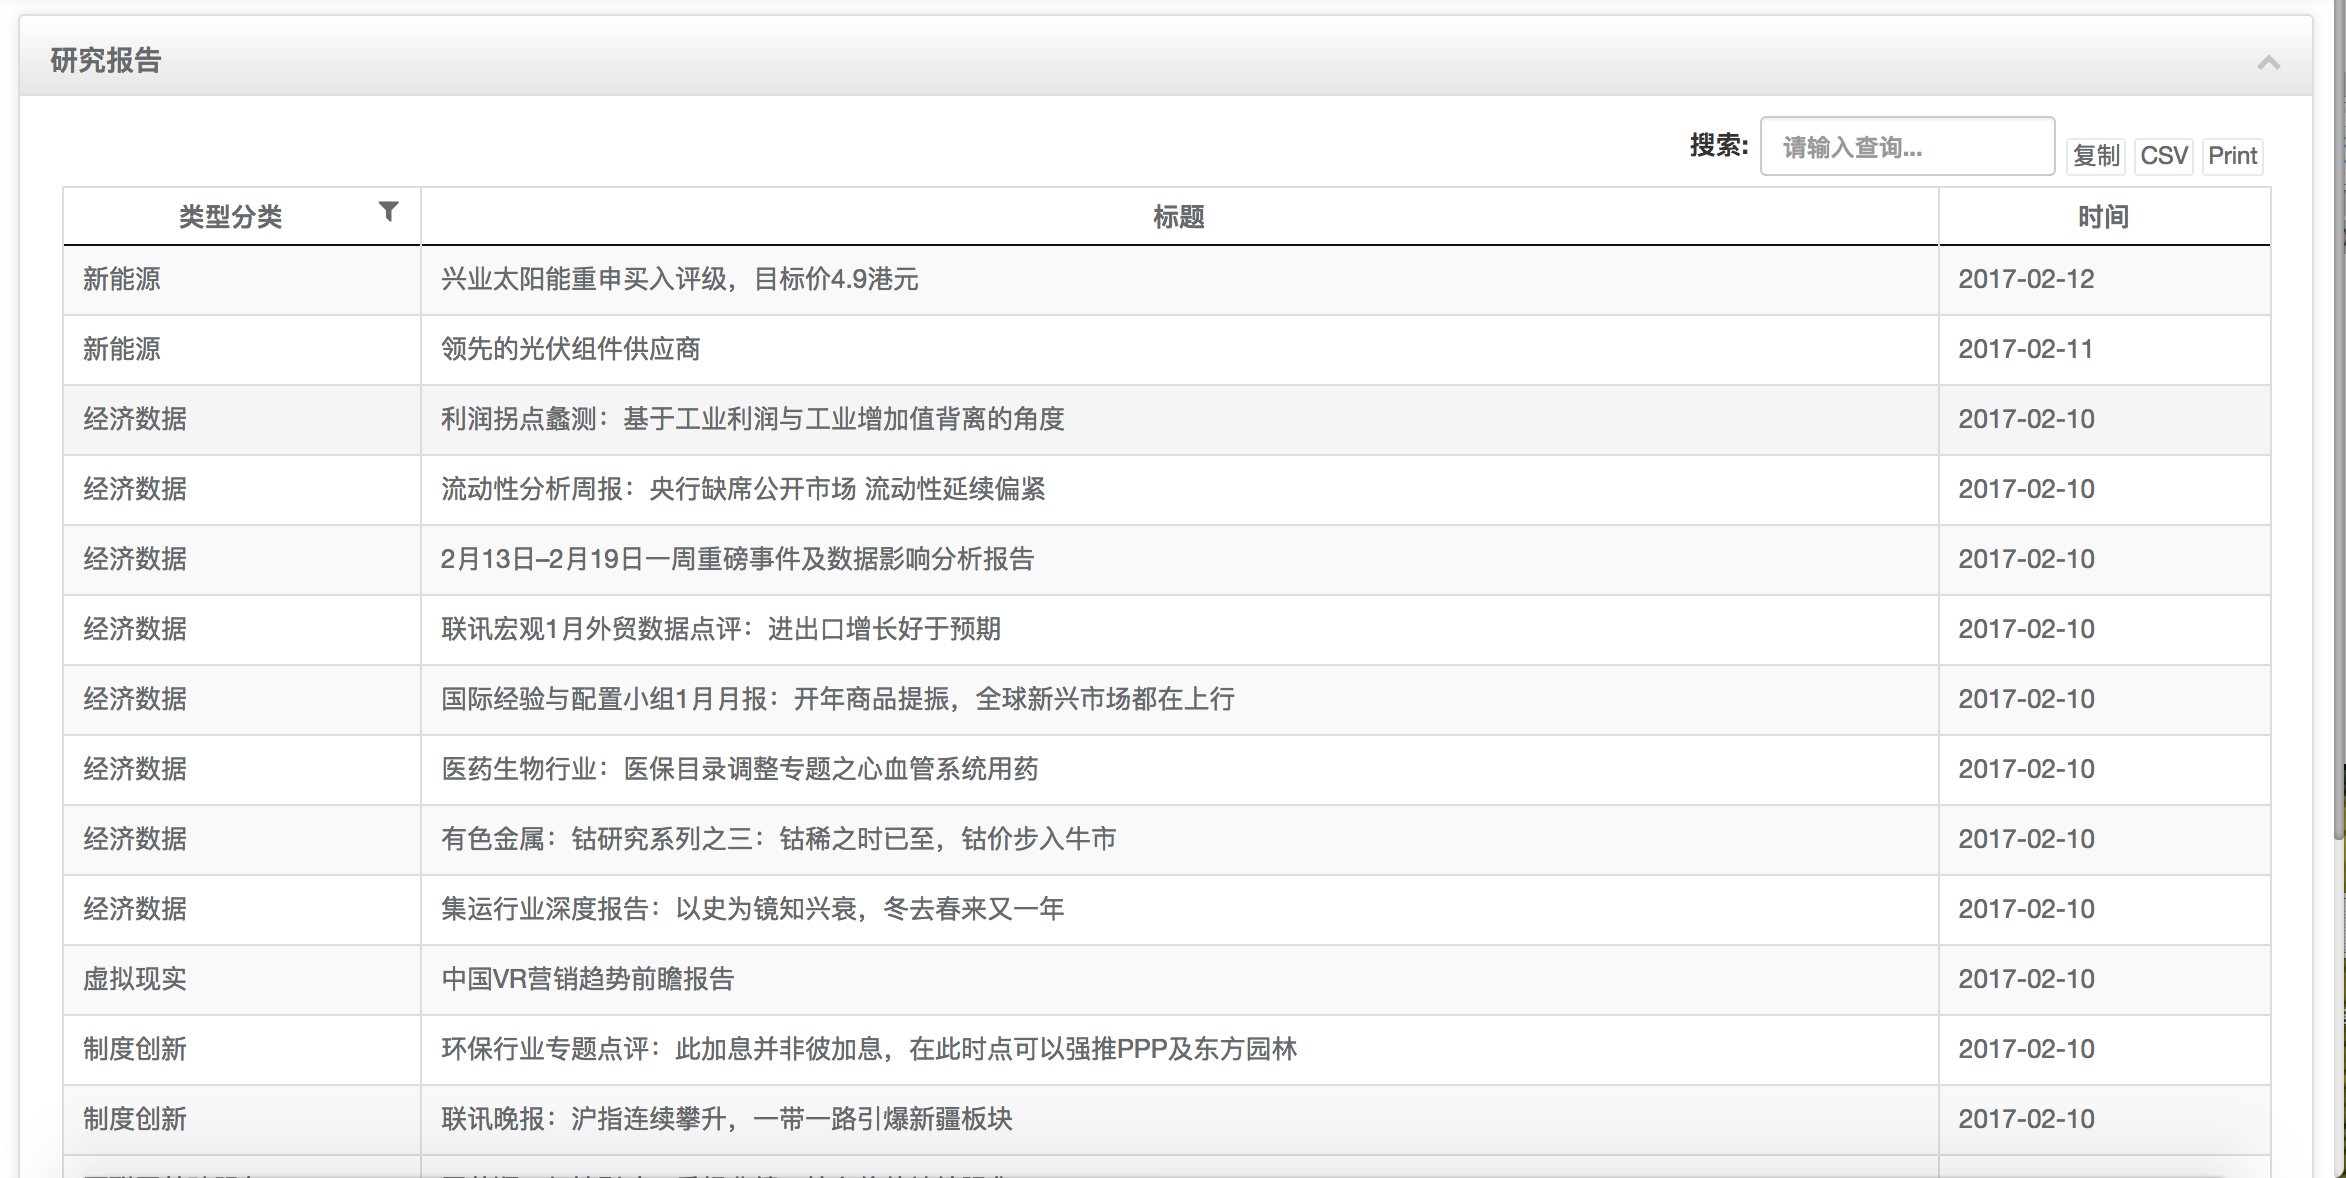 研究报告
搜索: 请输入查询... 复制 CSV Print
类型分类 标题 时间
新能源 兴业太阳能重申买入评级，目标价4.9港元 2017-02-12
新能源 领先的光伏组件供应商 2017-02-11
经济数据 利润拐点蠡测：基于工业利润与工业增加值背离的角度 2017-02-10
经济数据 流动性分析周报：央行缺席公开市场 流动性延续偏紧 2017-02-10
经济数据 2月13日–2月19日一周重磅事件及数据影响分析报告 2017-02-10
经济数据 联讯宏观1月外贸数据点评：进出口增长好于预期 2017-02-10
经济数据 国际经验与配置小组1月月报：开年商品提振，全球新兴市场都在上行 2017-02-10
经济数据 医药生物行业：医保目录调整专题之心血管系统用药 2017-02-10
经济数据 有色金属：钴研究系列之三：钴稀之时已至，钴价步入牛市 2017-02-10
经济数据 集运行业深度报告：以史为镜知兴衰，冬去春来又一年 2017-02-10
虚拟现实 中国VR营销趋势前瞻报告 2017-02-10
制度创新 环保行业专题点评：此加息并非彼加息，在此时点可以强推PPP及东方园林 2017-02-10
制度创新 联讯晚报：沪指连续攀升，一带一路引爆新疆板块 2017-02-10